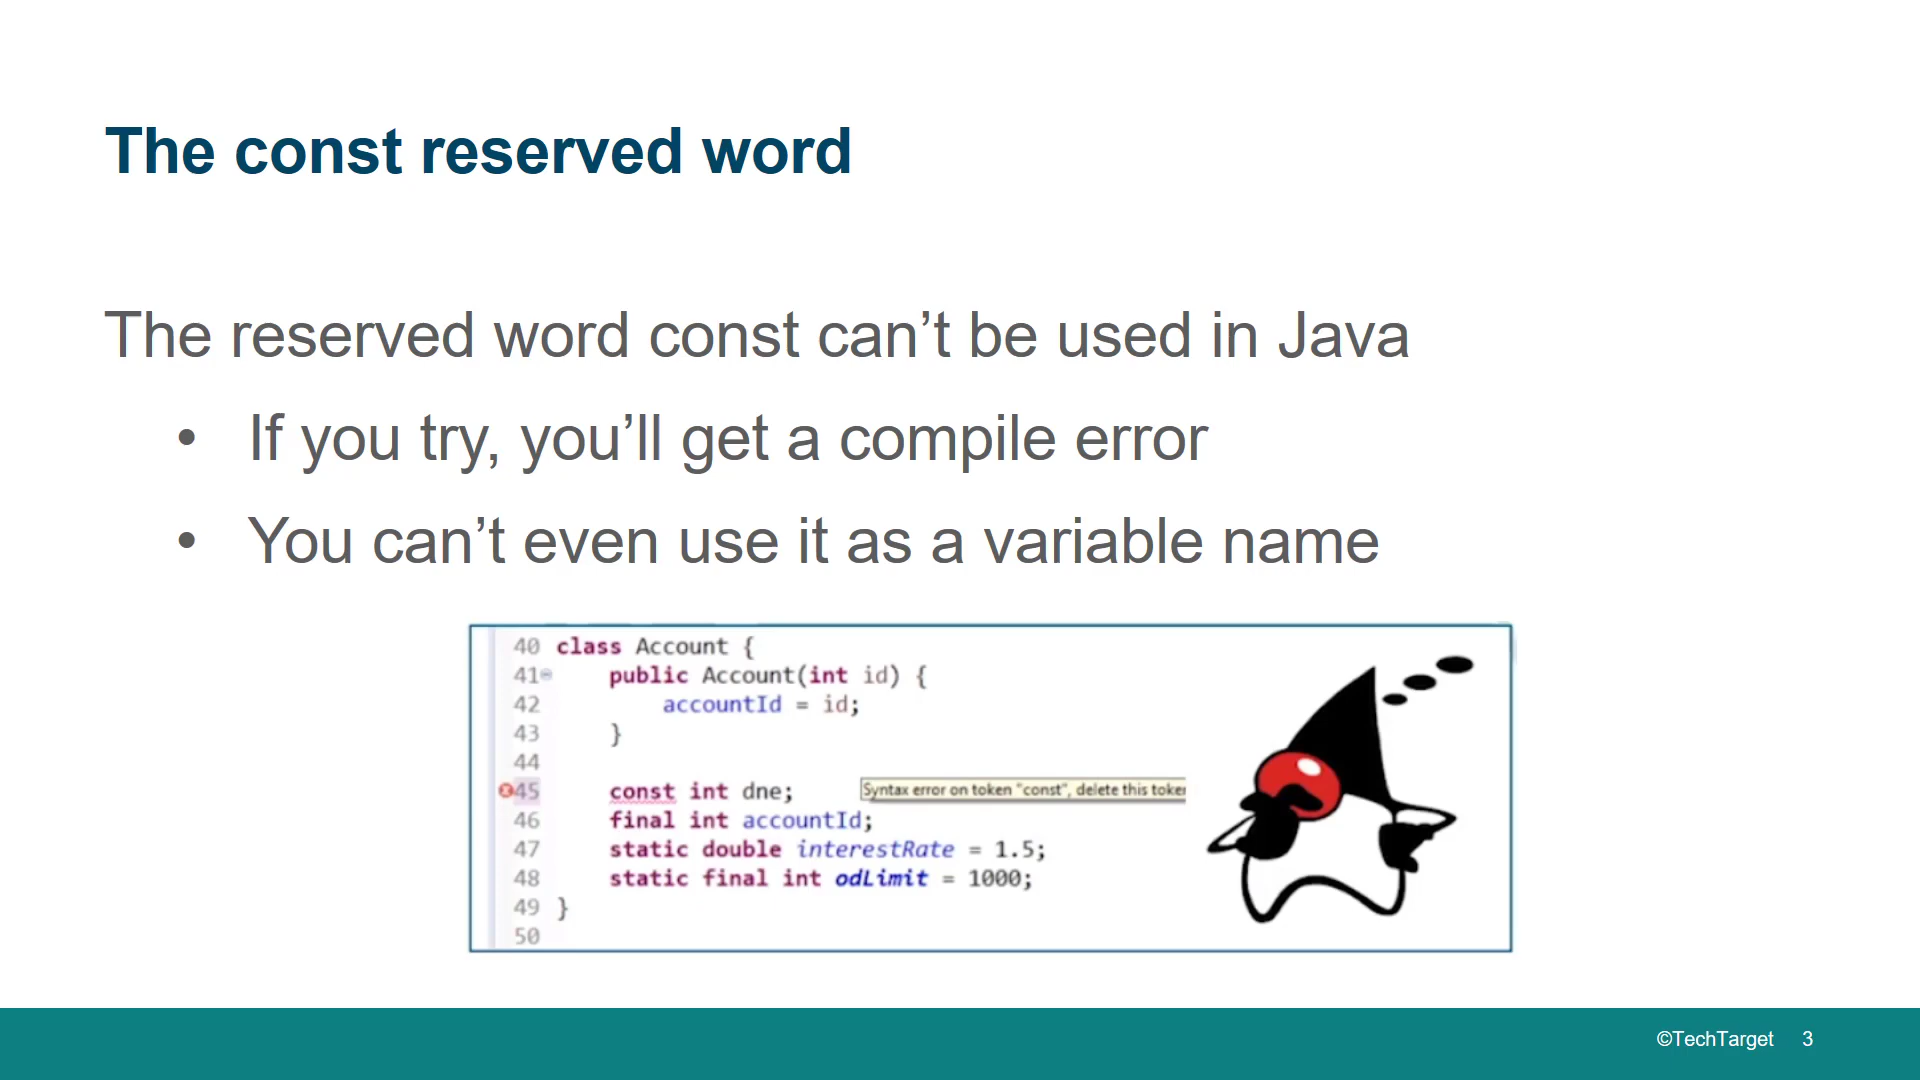 The const reserved word
The reserved word const can’t be used in Java
• If you try, you’ll get a compile error
• You can’t even use it as a variable name
40 class Account {
41 public Account(int id) {
42 accountId = id;
43 }
44
45 const int dne; Syntax error on token "const", delete this
46 final int accountId;
47 static double interestRate = 1.5;
48 static final int odLimit = 1000;
49 }
50
©TechTarget 3